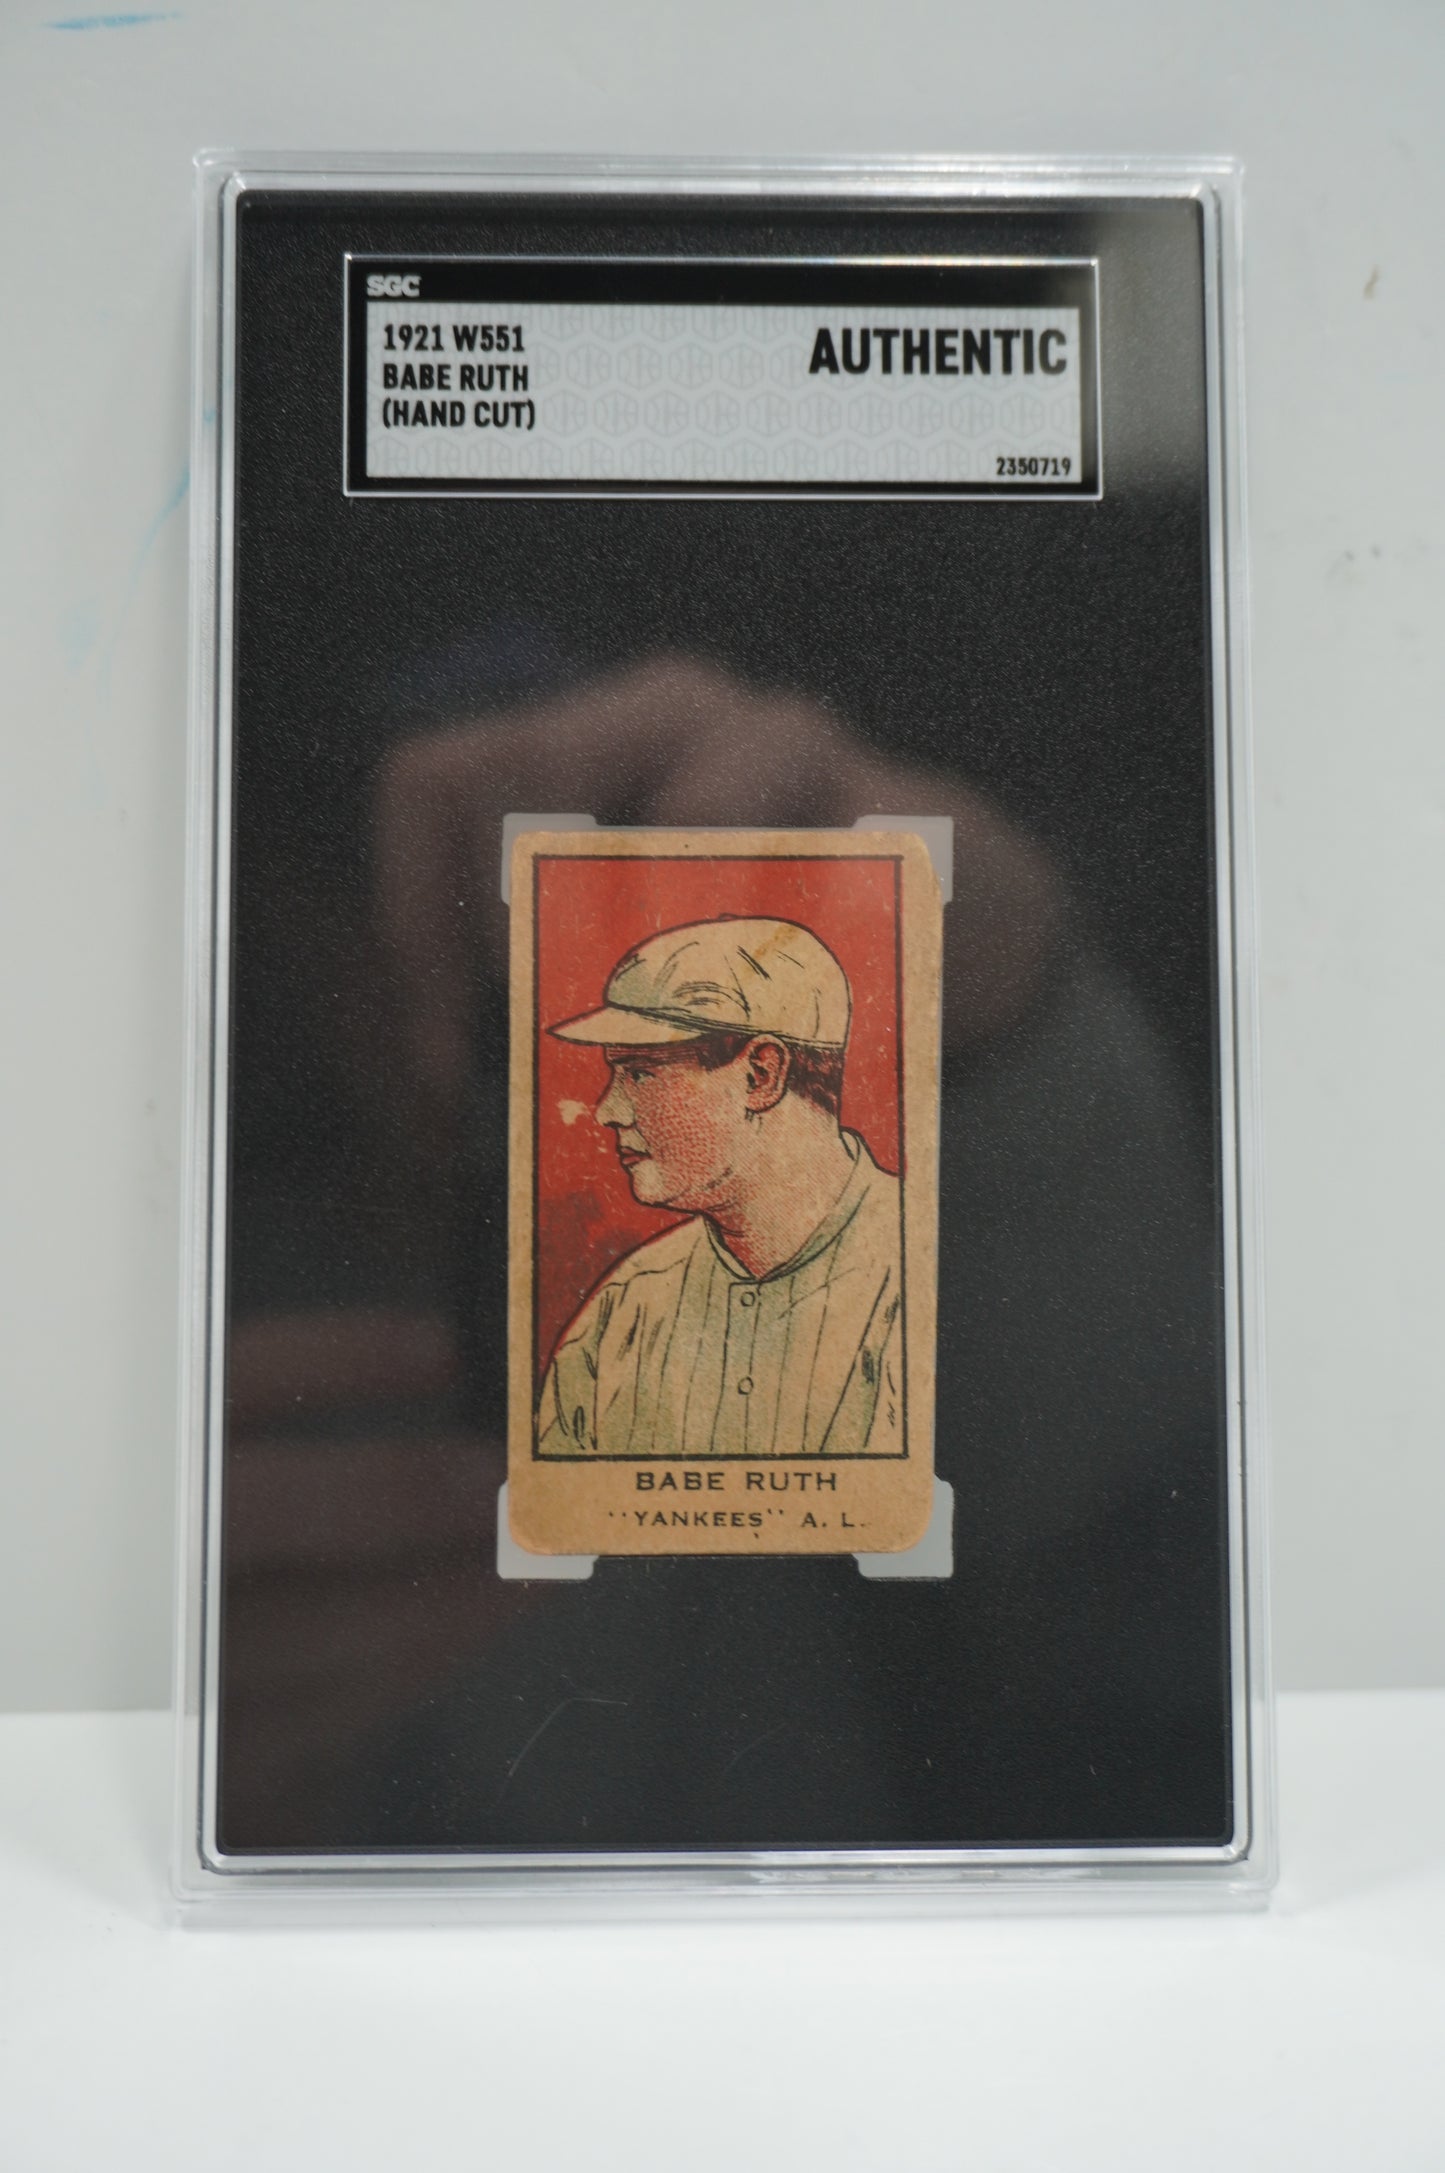 SGC
1921 W551
BABE RUTH
(HAND CUT)
AUTHENTIC
2350719
BABE RUTH
"YANKEES" A. L.